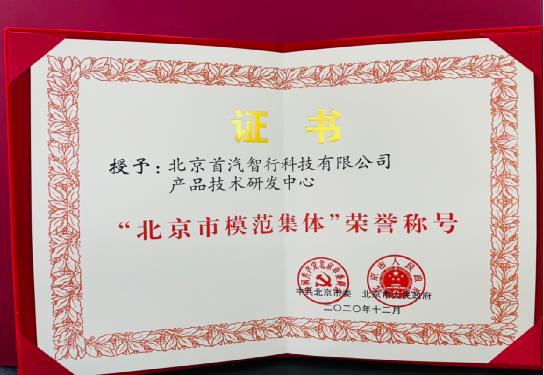 证书
授予：北京首汽智行科技有限公司
产品技术研发中心
“北京市模范集体”荣誉称号
中共北京市委 北京市人民政府
二〇二〇年十二月